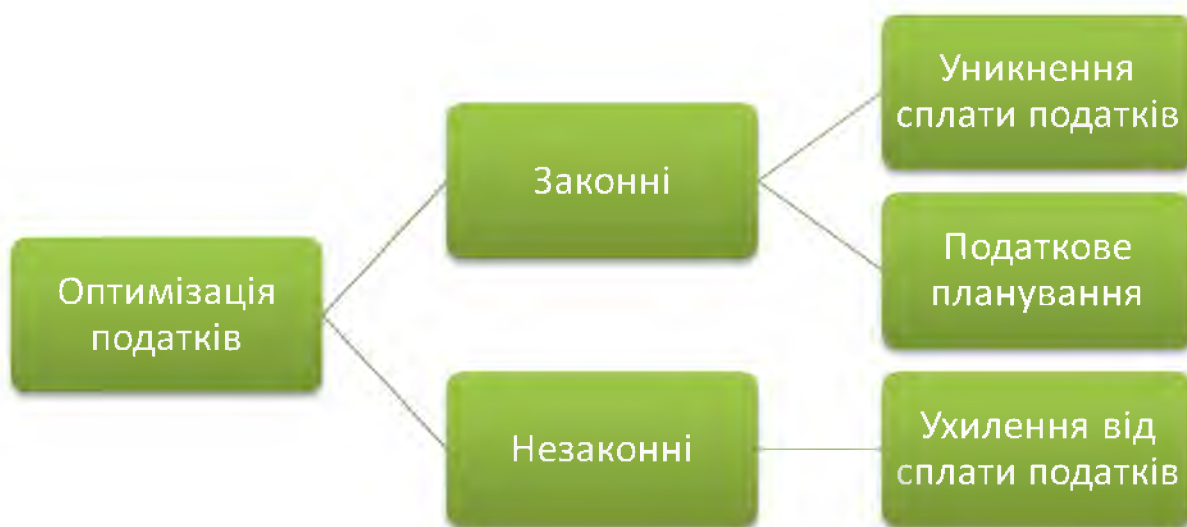 Оптимізація
податків
Законні
Незаконні
Уникнення
сплати податків
Податкове
планування
Ухилення від
сплати податків